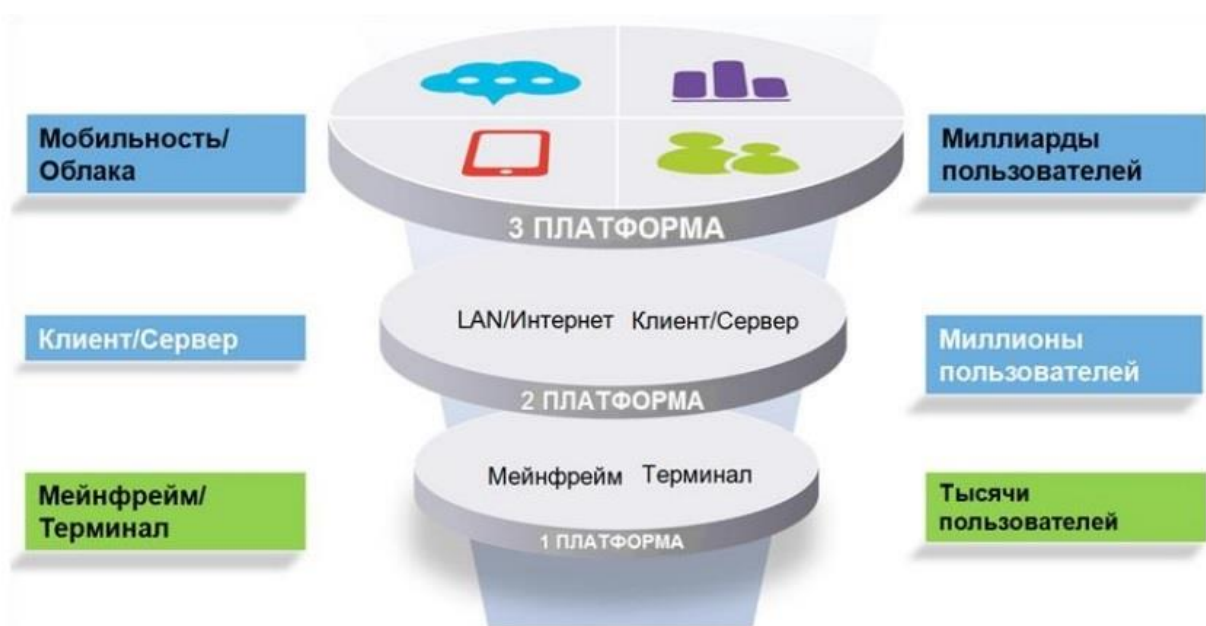 Мобильность/
Облака
Миллиарды
пользователей
3 ПЛАТФОРМА
LAN/Интернет Клиент/Сервер
Клиент/Сервер
Миллионы
пользователей
2 ПЛАТФОРМА
Мейнфрейм Терминал
Мейнфрейм/
Терминал
Тысячи
пользователей
1 ПЛАТФОРМА